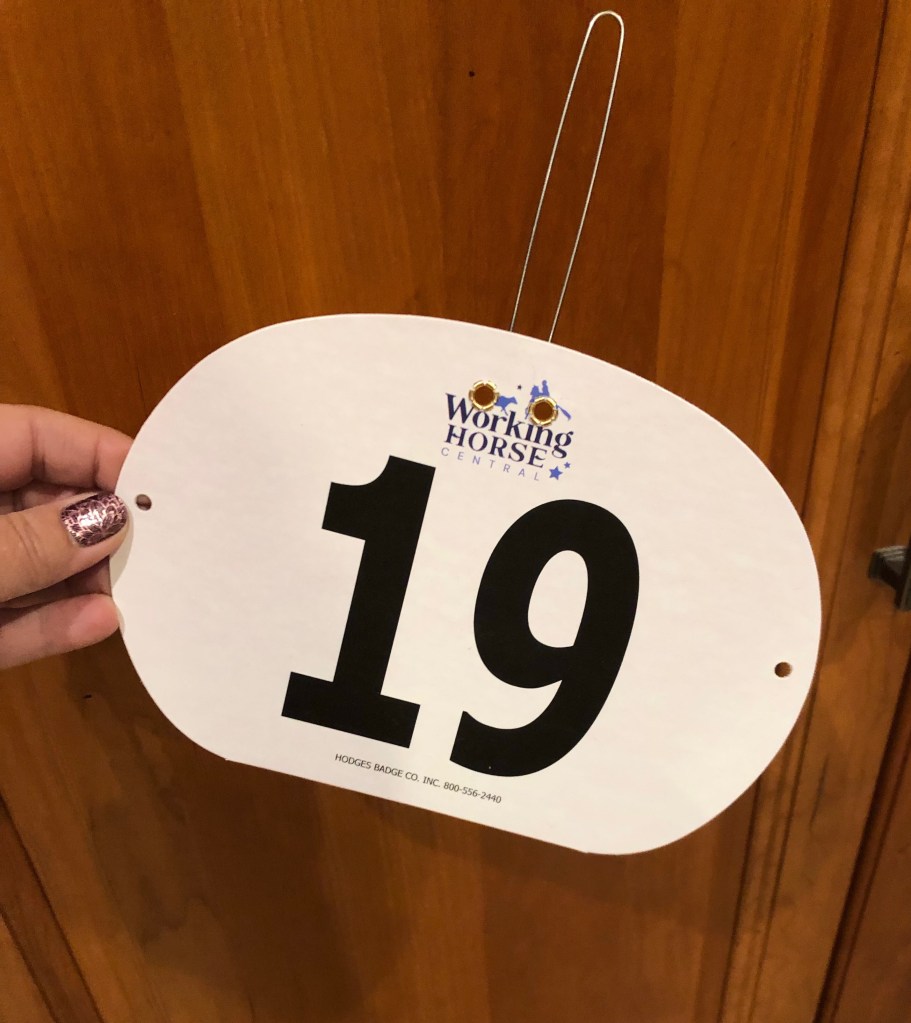 Working
HORSE
CENTRAL
19
HODGES BADGE CO. INC. 800-556-2440